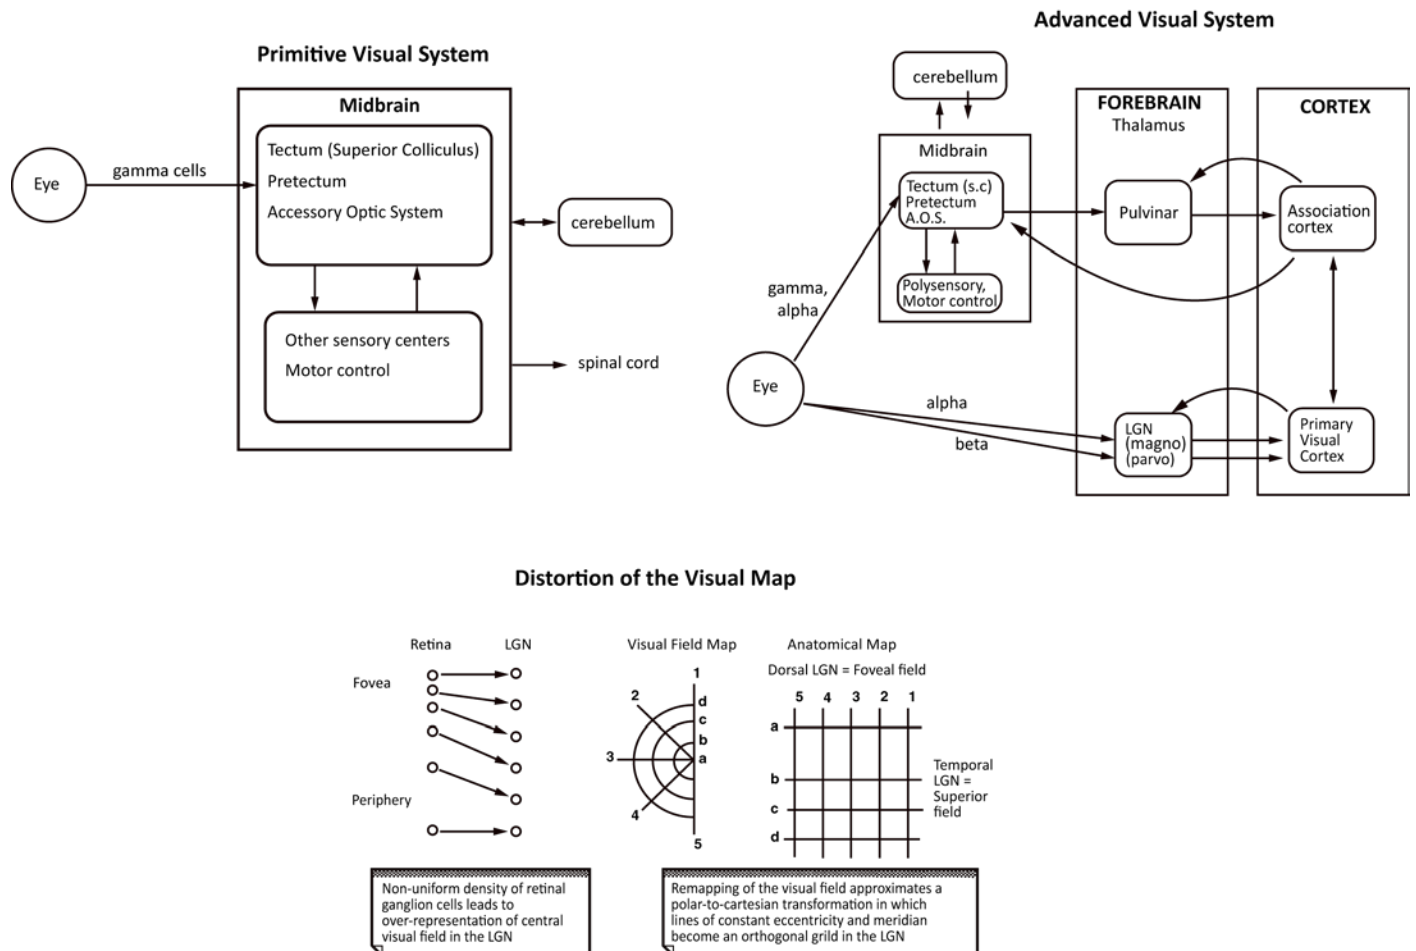 Primitive Visual System
Midbrain
Tectum (Superior Colliculus)
Pretectum
Accessory Optic System
Eye
gamma cells
cerebellum
Other sensory centers
Motor control
spinal cord
Advanced Visual System
cerebellum
Midbrain
Tectum (s.c)
Pretectum
A.O.S.
Polysensory,
Motor control
gamma,
alpha
Eye
alpha
beta
FOREBRAIN
Thalamus
Pulvinar
LGN
(magno)
(parvo)
CORTEX
Association
cortex
Primary
Visual
Cortex
Distortion of the Visual Map
Retina
LGN
Fovea
Periphery
Non-uniform density of retinal
ganglion cells leads to
over-representation of central
visual field in the LGN
Visual Field Map
1
2
3
4
5
d
c
b
a
Anatomical Map
Dorsal LGN = Foveal field
5 4 3 2 1
a
b
c
d
Temporal
LGN =
Superior
field
Remapping of the visual field approximates a
polar-to-cartesian transformation in which
lines of constant eccentricity and meridian
become an orthogonal grild in the LGN